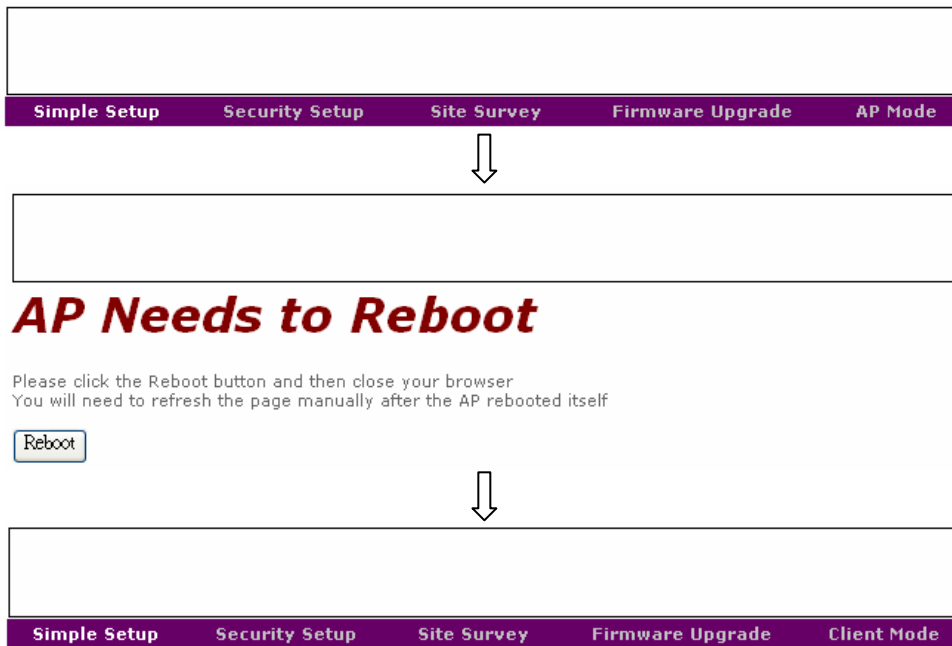 Simple Setup Security Setup Site Survey Firmware Upgrade AP Mode
AP Needs to Reboot
Please click the Reboot button and then close your browser
You will need to refresh the page manually after the AP rebooted itself
Reboot
Simple Setup Security Setup Site Survey Firmware Upgrade Client Mode